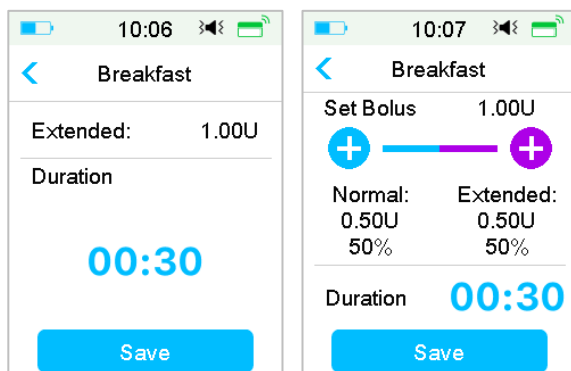 10:06
Breakfast
Extended: 1.00U
Duration
00:30
Save
10:07
Breakfast
Set Bolus 1.00U
Normal: Extended:
0.50U 0.50U
50% 50%
Duration 00:30
Save